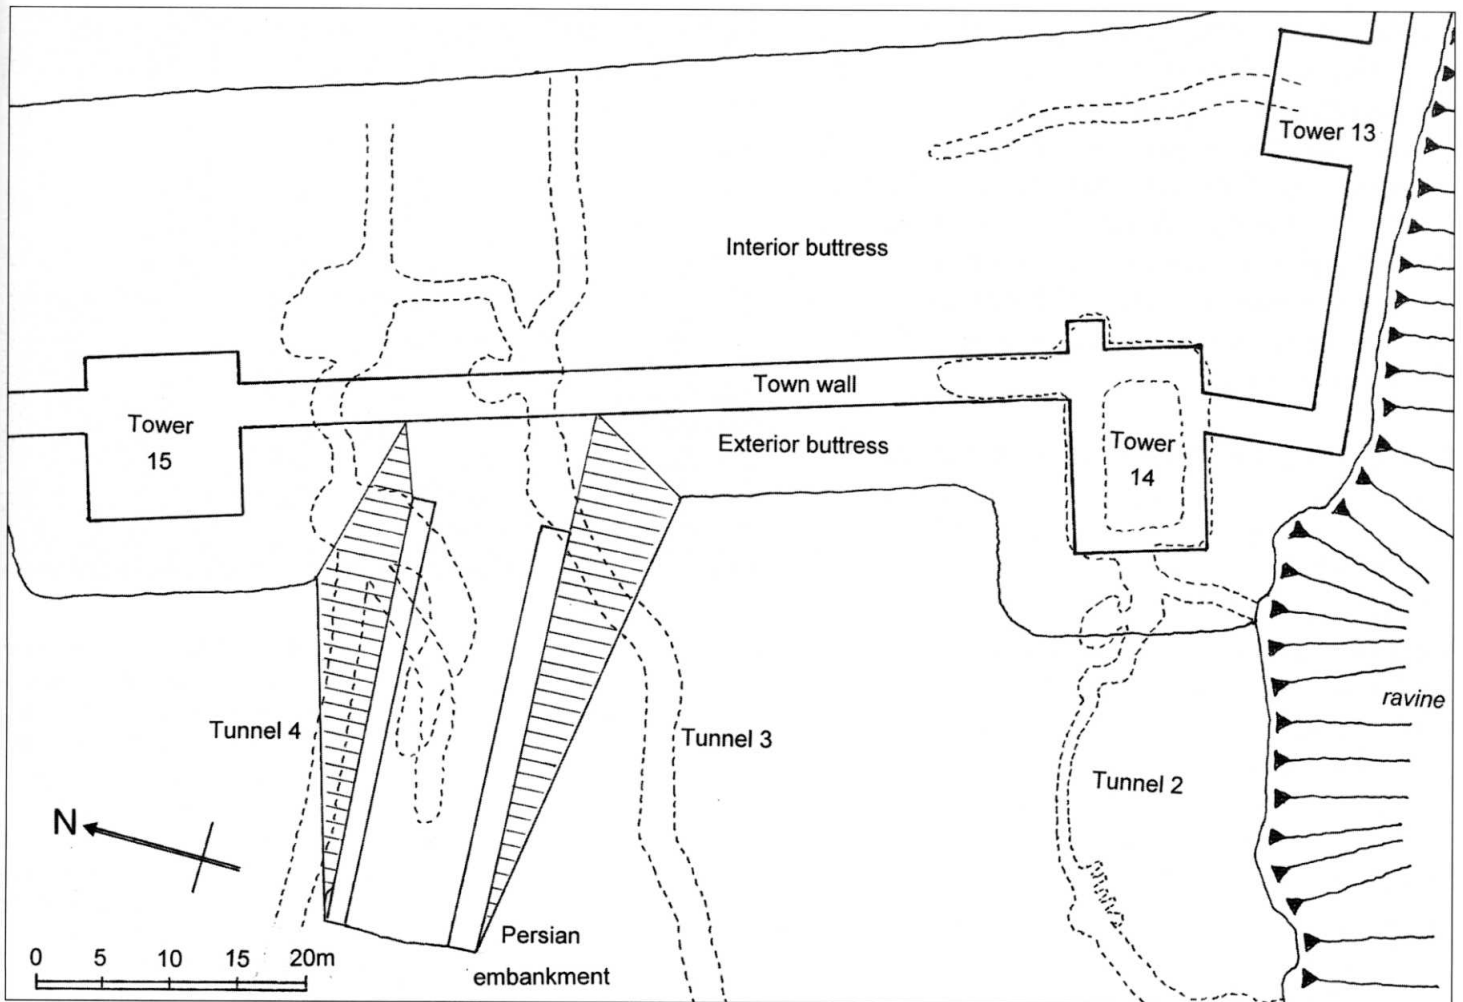 Tower 13
Interior buttress
Town wall
Tower
15
Exterior buttress
Tower
14
ravine
Tunnel 4
Tunnel 3
Tunnel 2
N
Persian
embankment
0 5 10 15 20m